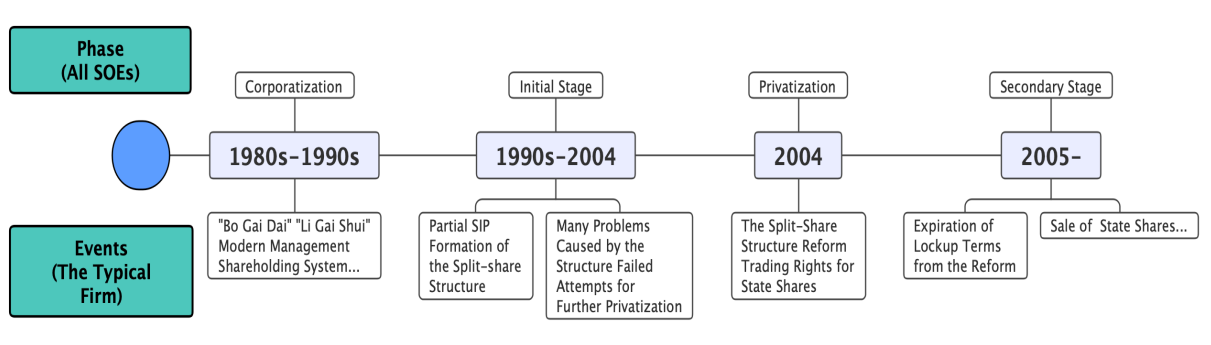 Phase
(All SOEs)
Corporatization
Initial Stage
Privatization
Secondary Stage
1980s-1990s
1990s-2004
2004
2005-
Events
(The Typical
Firm)
"Bo Gai Dai" "Li Gai Shui"
Modern Management
Shareholding System...
Partial SIP
Formation of
the Split-share
Structure
Many Problems
Caused by the
Structure Failed
Attempts for
Further Privatization
The Split-Share
Structure Reform
Trading Rights for
State Shares
Expiration of
Lockup Terms
from the Reform
Sale of State Shares...